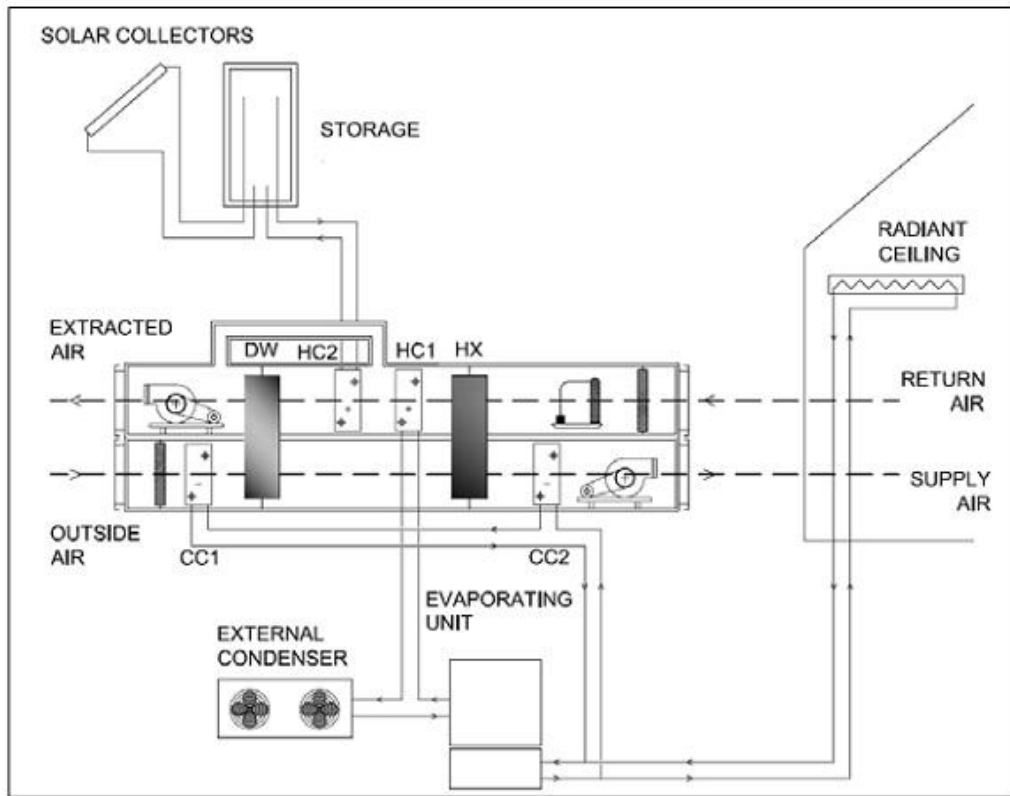 SOLAR COLLECTORS
STORAGE
RADIANT
CEILING
EXTRACTED
AIR
DW
HC2
HC1
HX
RETURN
AIR
SUPPLY
AIR
OUTSIDE
AIR
CC1
CC2
EVAPORATING
UNIT
EXTERNAL
CONDENSER